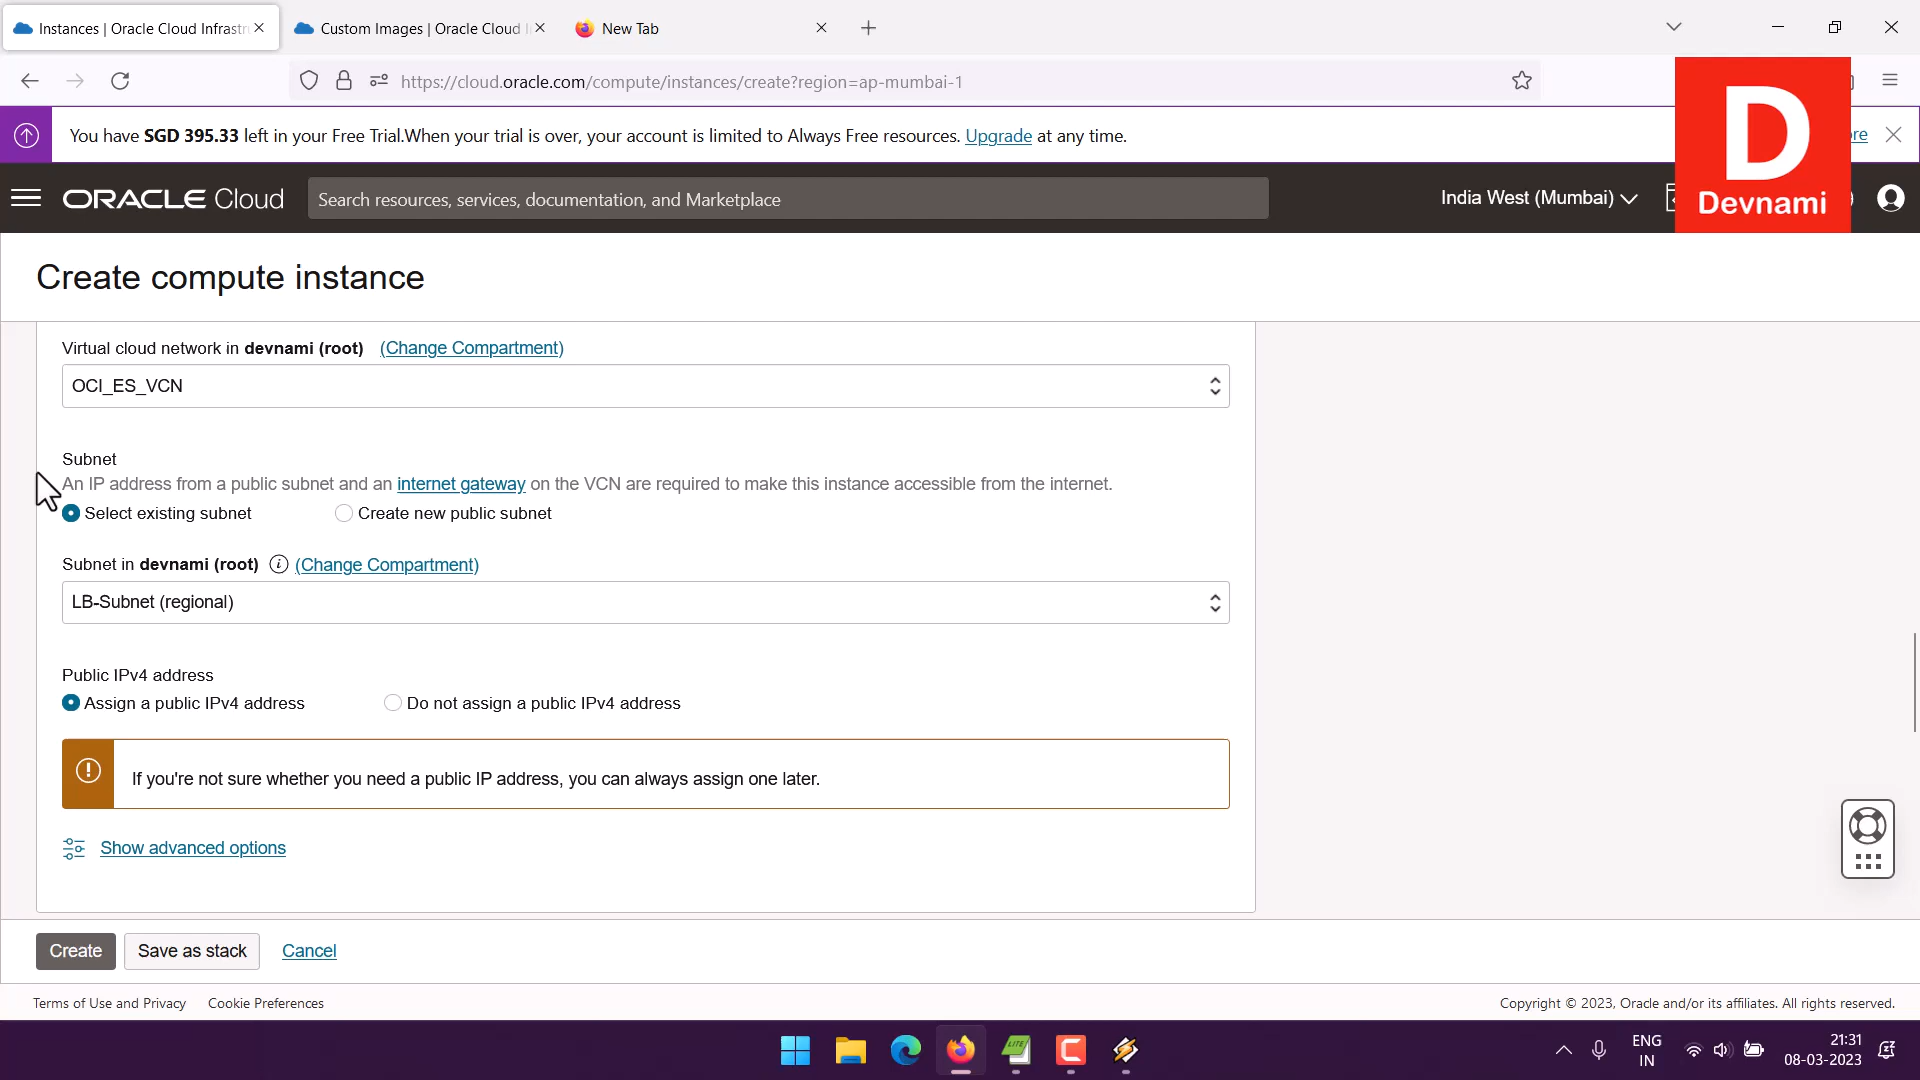 Instances | Oracle Cloud Infrastr
Custom Images | Oracle Cloud I
New Tab
https://cloud.oracle.com/compute/instances/create?region=ap-mumbai-1
You have SGD 395.33 left in your Free Trial.When your trial is over, your account is limited to Always Free resources. Upgrade at any time.
ORACLE Cloud
Search resources, services, documentation, and Marketplace
India West (Mumbai)
D
Devnami
Create compute instance
Virtual cloud network in devnami (root) (Change Compartment)
OCI_ES_VCN
Subnet
An IP address from a public subnet and an internet gateway on the VCN are required to make this instance accessible from the internet.
Select existing subnet
Create new public subnet
Subnet in devnami (root) (Change Compartment)
LB-Subnet (regional)
Public IPv4 address
Assign a public IPv4 address
Do not assign a public IPv4 address
If you're not sure whether you need a public IP address, you can always assign one later.
Show advanced options
Create
Save as stack
Cancel
Terms of Use and Privacy
Cookie Preferences
Copyright © 2023, Oracle and/or its affiliates. All rights reserved.
LITE
ENG
IN
21:31
08-03-2023